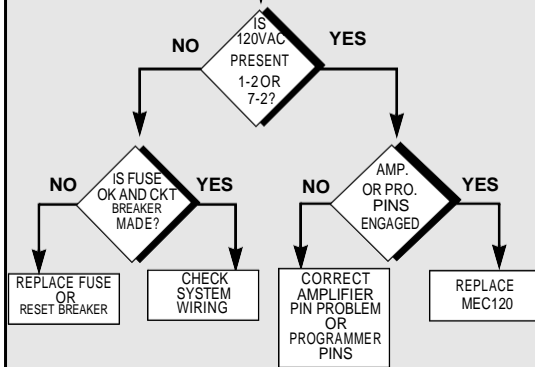 IS
120VAC
PRESENT
1-2 OR
7-2?
NO
YES
IS FUSE
OK AND CKT
BREAKER
MADE?
NO
YES
AMP.
OR PRO.
PINS
ENGAGED
NO
YES
REPLACE FUSE
OR
RESET BREAKER
CHECK
SYSTEM
WIRING
CORRECT
AMPLIFIER
PIN PROBLEM
OR
PROGRAMMER
PINS
REPLACE
MEC120